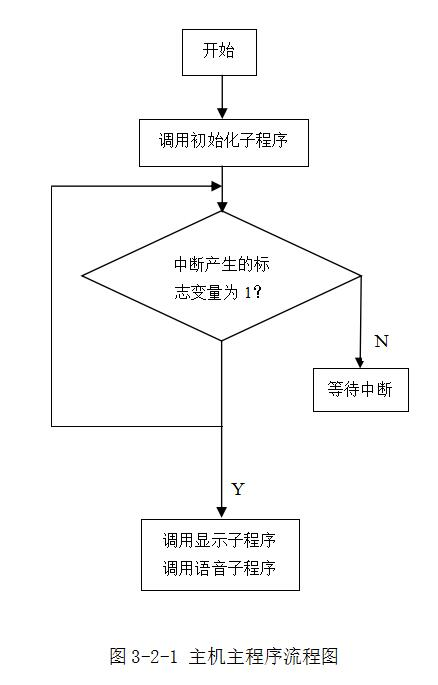 开始
调用初始化子程序
中断产生的标
志变量为 1?
N
等待中断
Y
调用显示子程序
调用语音子程序
图 3-2-1 主机主程序流程图